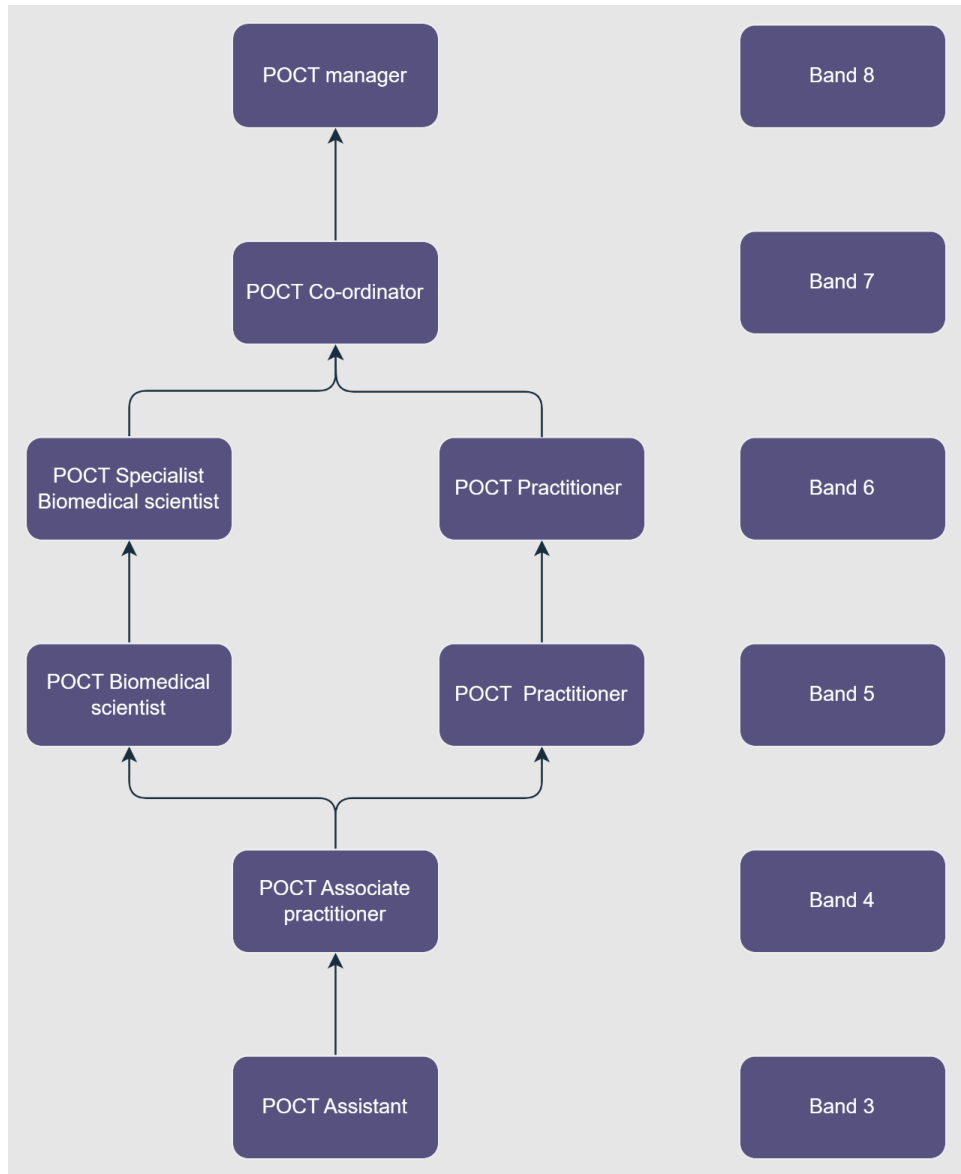 POCT manager
Band 8
POCT Co-ordinator
Band 7
POCT Specialist
Biomedical scientist
POCT Practitioner
Band 6
POCT Biomedical
scientist
POCT  Practitioner
Band 5
POCT Associate
practitioner
Band 4
POCT Assistant
Band 3